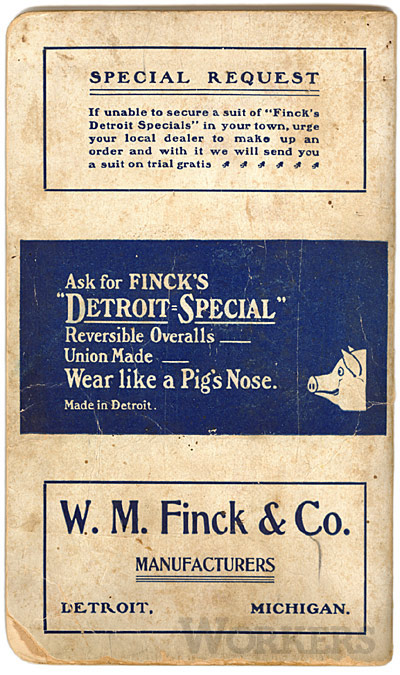 SPECIAL REQUEST
If unable to secure a suit of "Finck's
Detroit Specials" in your town, urge
your local dealer to make up an
order and with it we will send you
a suit on trial gratis
Ask for FINCK'S
"DETROIT=SPECIAL"
Reversible Overalls
Union Made
Wear like a Pig's Nose.
Made in Detroit.
W. M. Finck & Co.
MANUFACTURERS
DETROIT, MICHIGAN.
WORKERS